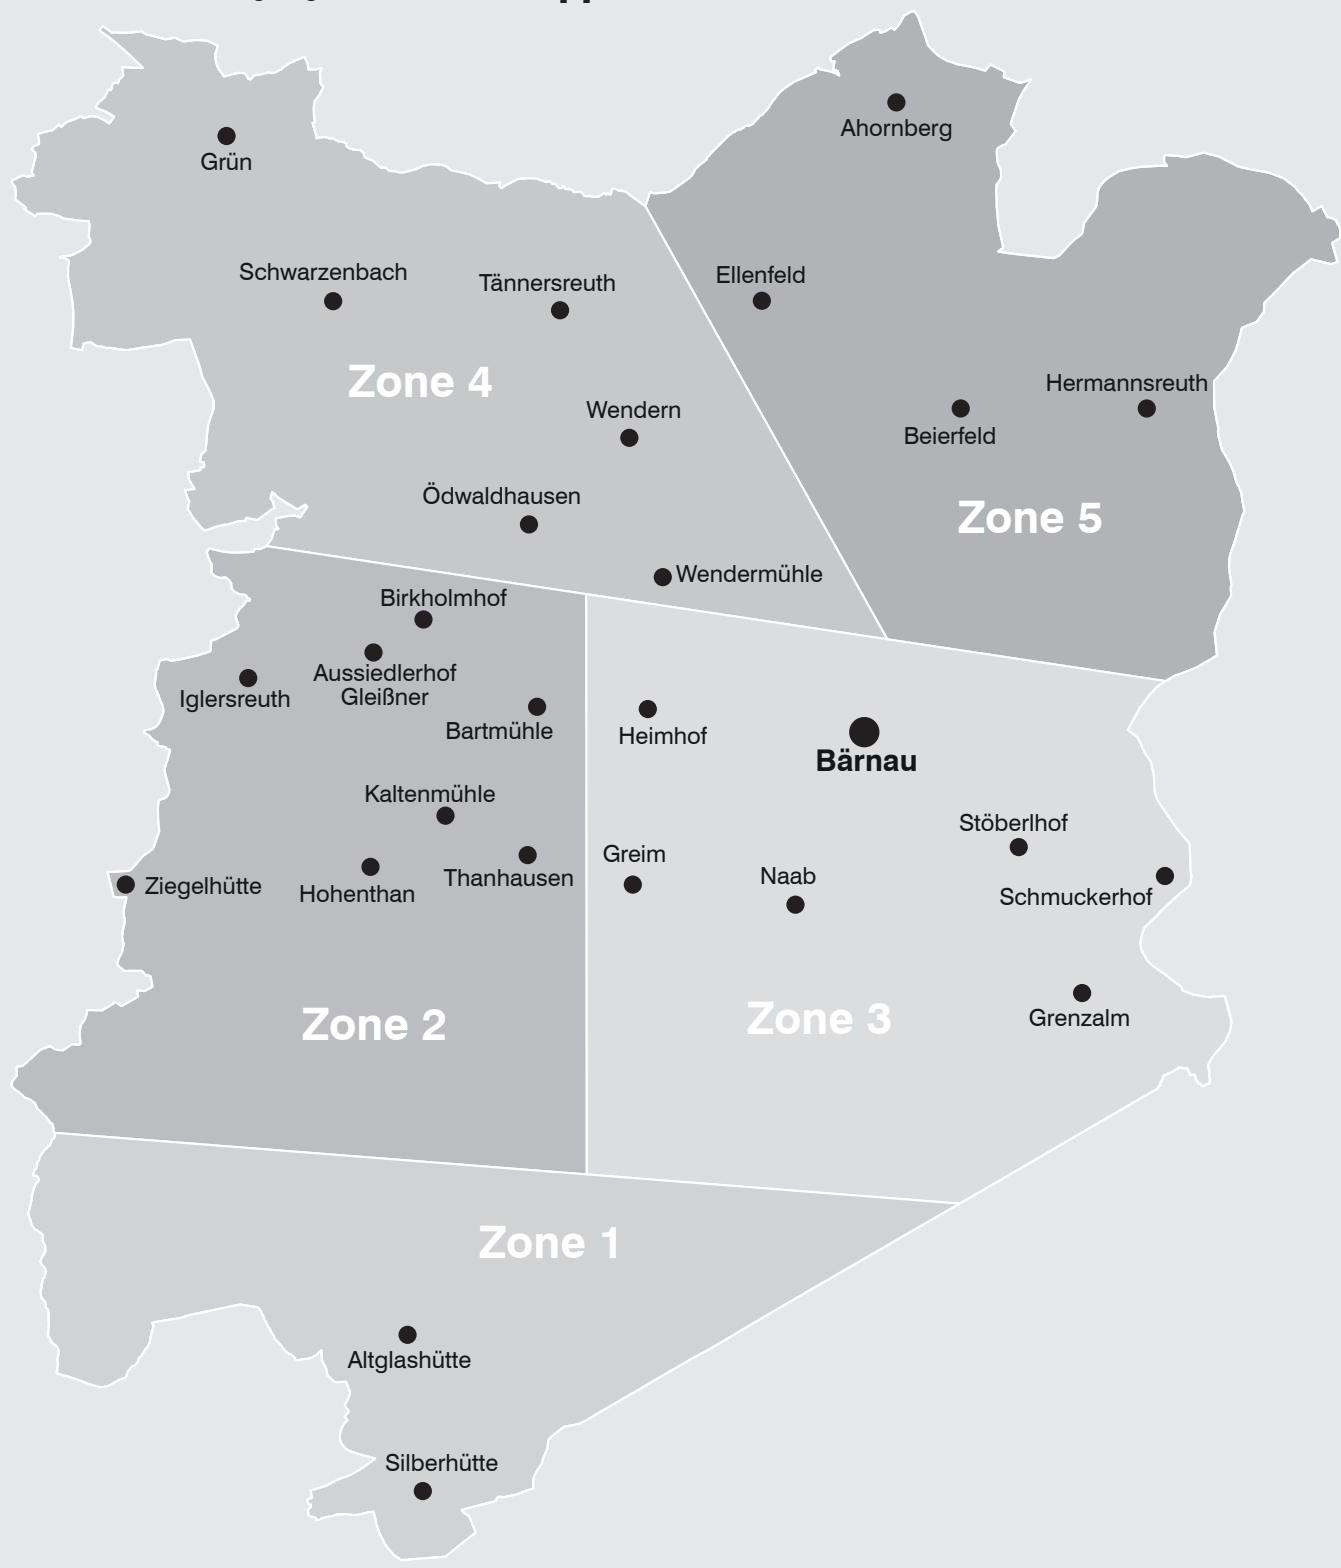 Ahornberg
Grün
Schwarzenbach
Tännersreuth
Ellenfeld
Zone 4
Hermannsreuth
Wendern
Beierfeld
Ödwaldhausen
Zone 5
Wendermühle
Birkholmhof
Aussiedlerhof
Gleißner
Iglersreuth
Bartmühle
Heimhof
Bärnau
Kaltenmühle
Stöberlhof
Greim
Thanhausen
Naab
Ziegelhütte
Hohenthan
Schmuckerhof
Zone 2
Zone 3
Grenzalm
Zone 1
Altglashütte
Silberhütte